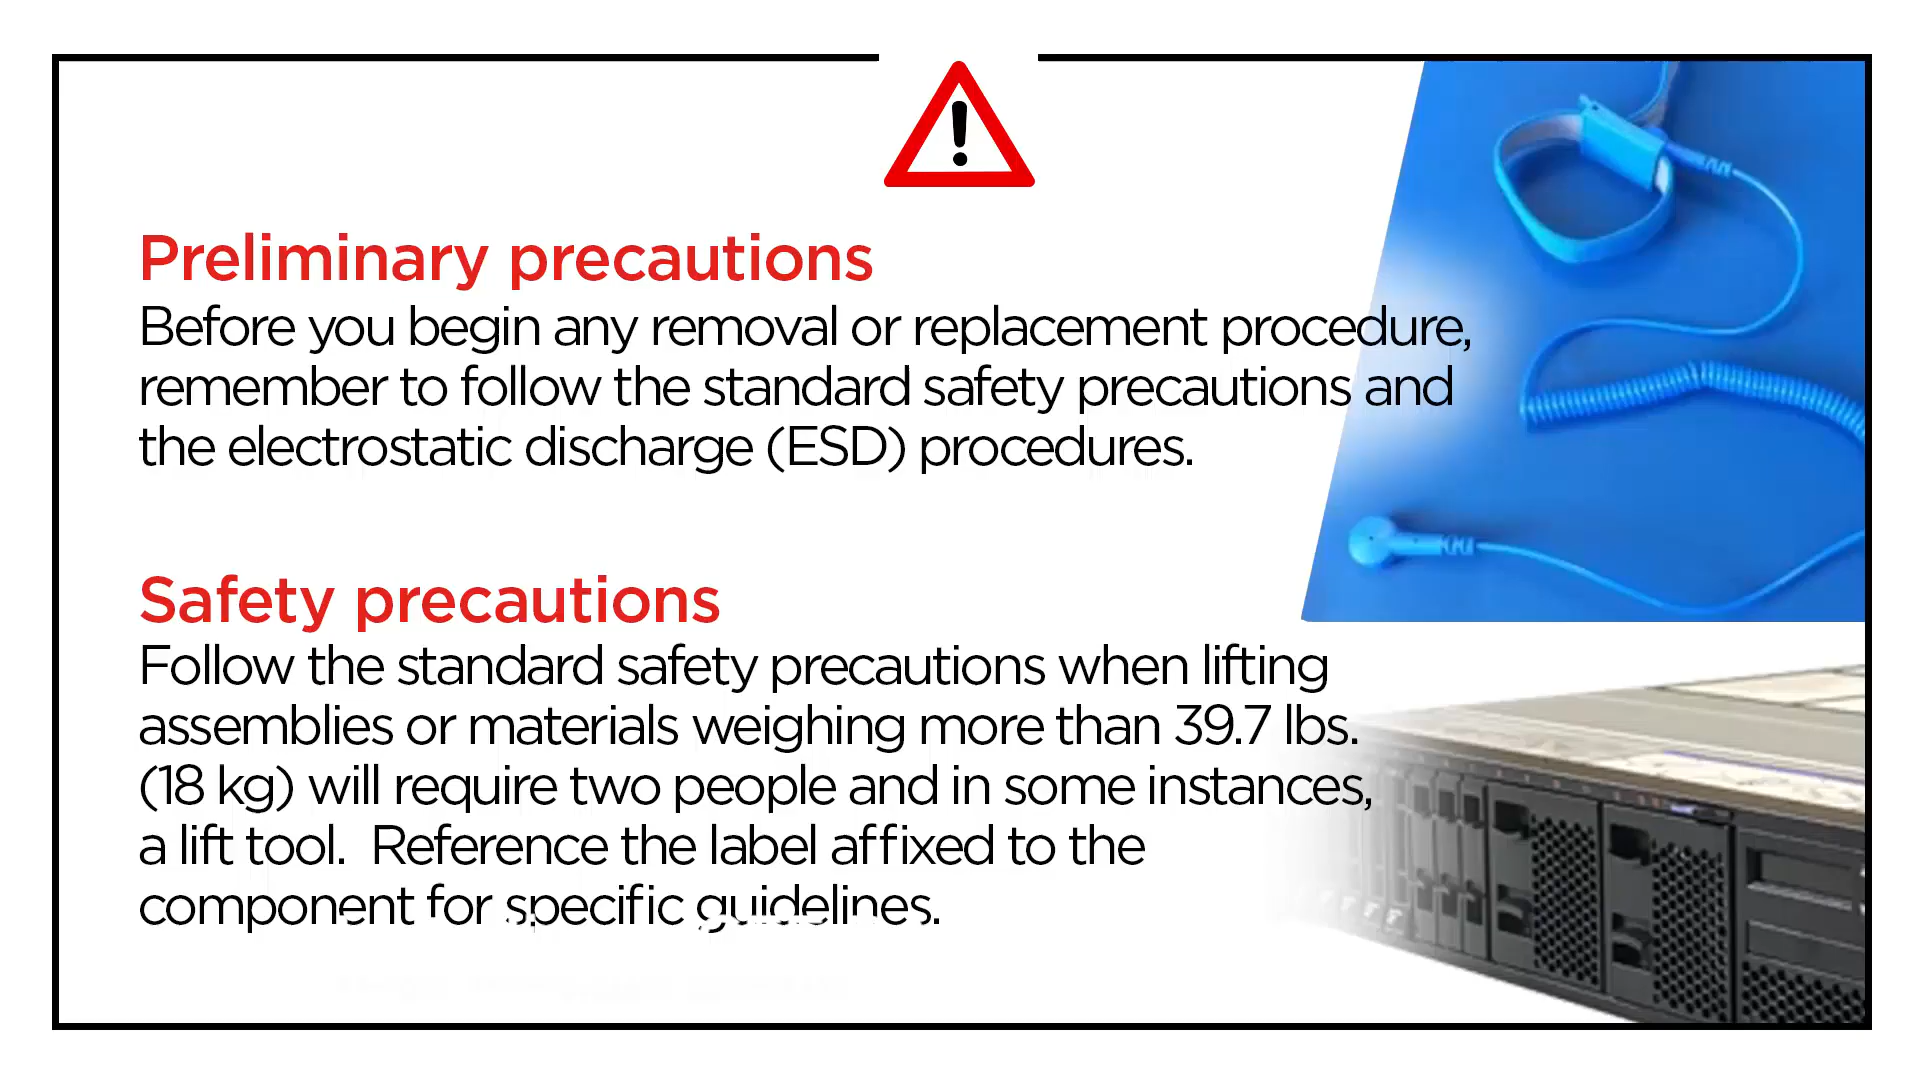 Preliminary precautions
Before you begin any removal or replacement procedure,
remember to follow the standard safety precautions and
the electrostatic discharge (ESD) procedures.
Safety precautions
Follow the standard safety precautions when lifting
assemblies or materials weighing more than 39.7 lbs.
(18 kg) will require two people and in some instances,
a lift tool.  Reference the label affixed to the
component for specific guidelines.